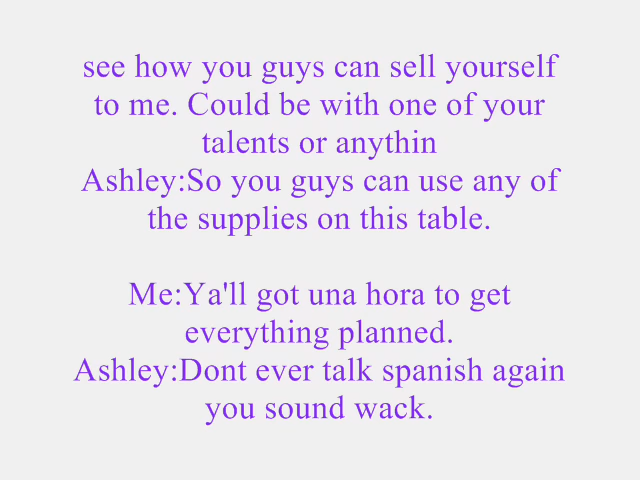 see how you guys can sell yourself
to me. Could be with one of your
talents or anythin
Ashley:So you guys can use any of
the supplies on this table.
Me:Ya'll got una hora to get
everything planned.
Ashley:Dont ever talk spanish again
you sound wack.